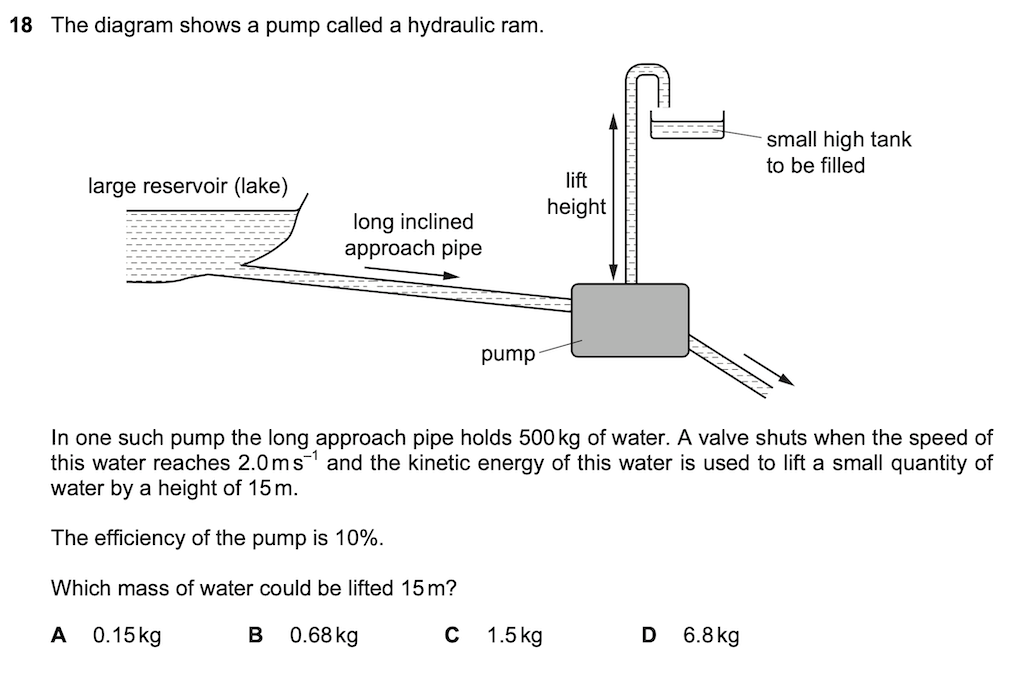 18 The diagram shows a pump called a hydraulic ram.
small high tank
to be filled
large reservoir (lake)
lift
height
long inclined
approach pipe
pump
In one such pump the long approach pipe holds 500 kg of water. A valve shuts when the speed of
this water reaches 2.0 m s⁻¹ and the kinetic energy of this water is used to lift a small quantity of
water by a height of 15 m.
The efficiency of the pump is 10%.
Which mass of water could be lifted 15 m?
A 0.15 kg B 0.68 kg C 1.5 kg D 6.8 kg